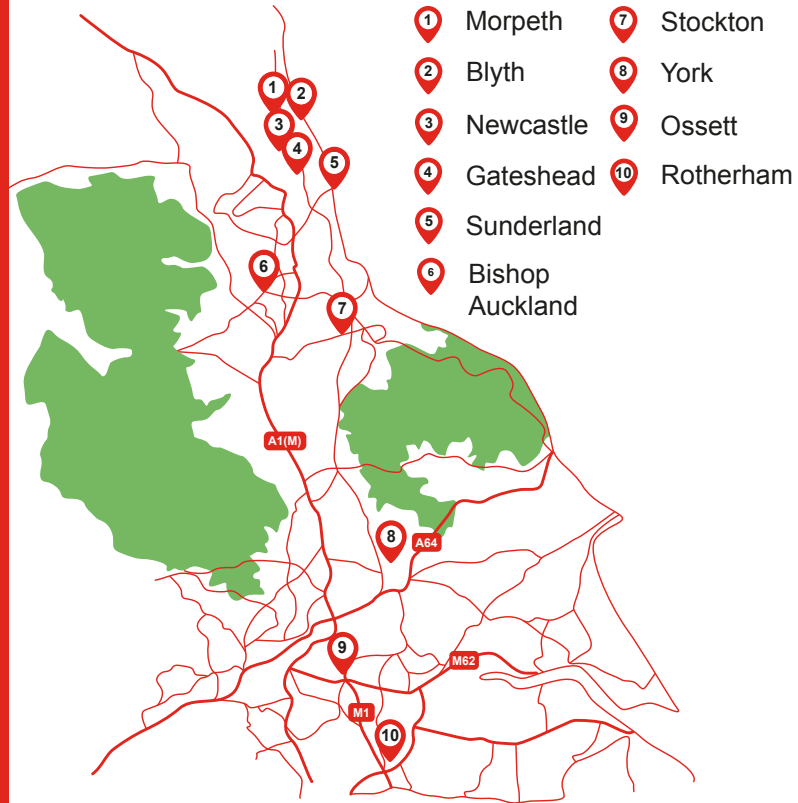 1 Morpeth
2 Blyth
3 Newcastle
4 Gateshead
5 Sunderland
6 Bishop
Auckland
7 Stockton
8 York
9 Ossett
10 Rotherham
1
2
3
4
5
6
7
A1(M)
8
A64
9
M62
M1
10